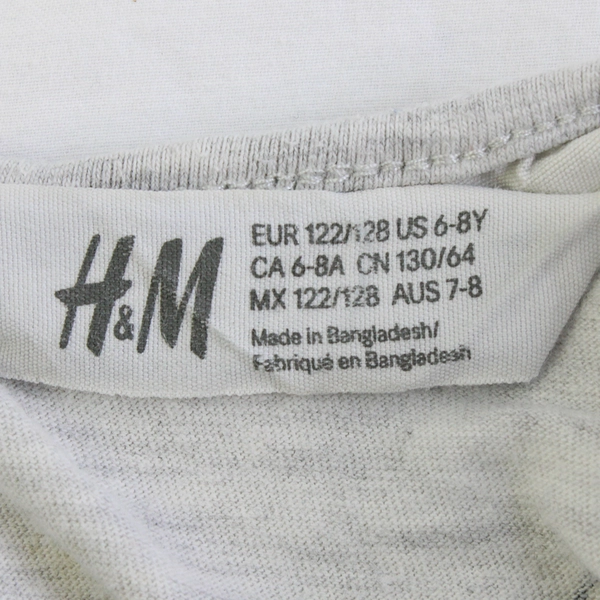 H&M
EUR 122/128 US 6-8Y
CA 6-8A CN 130/64
MX 122/128 AUS 7-8
Made in Bangladesh/
Fabriqué en Bangladesh